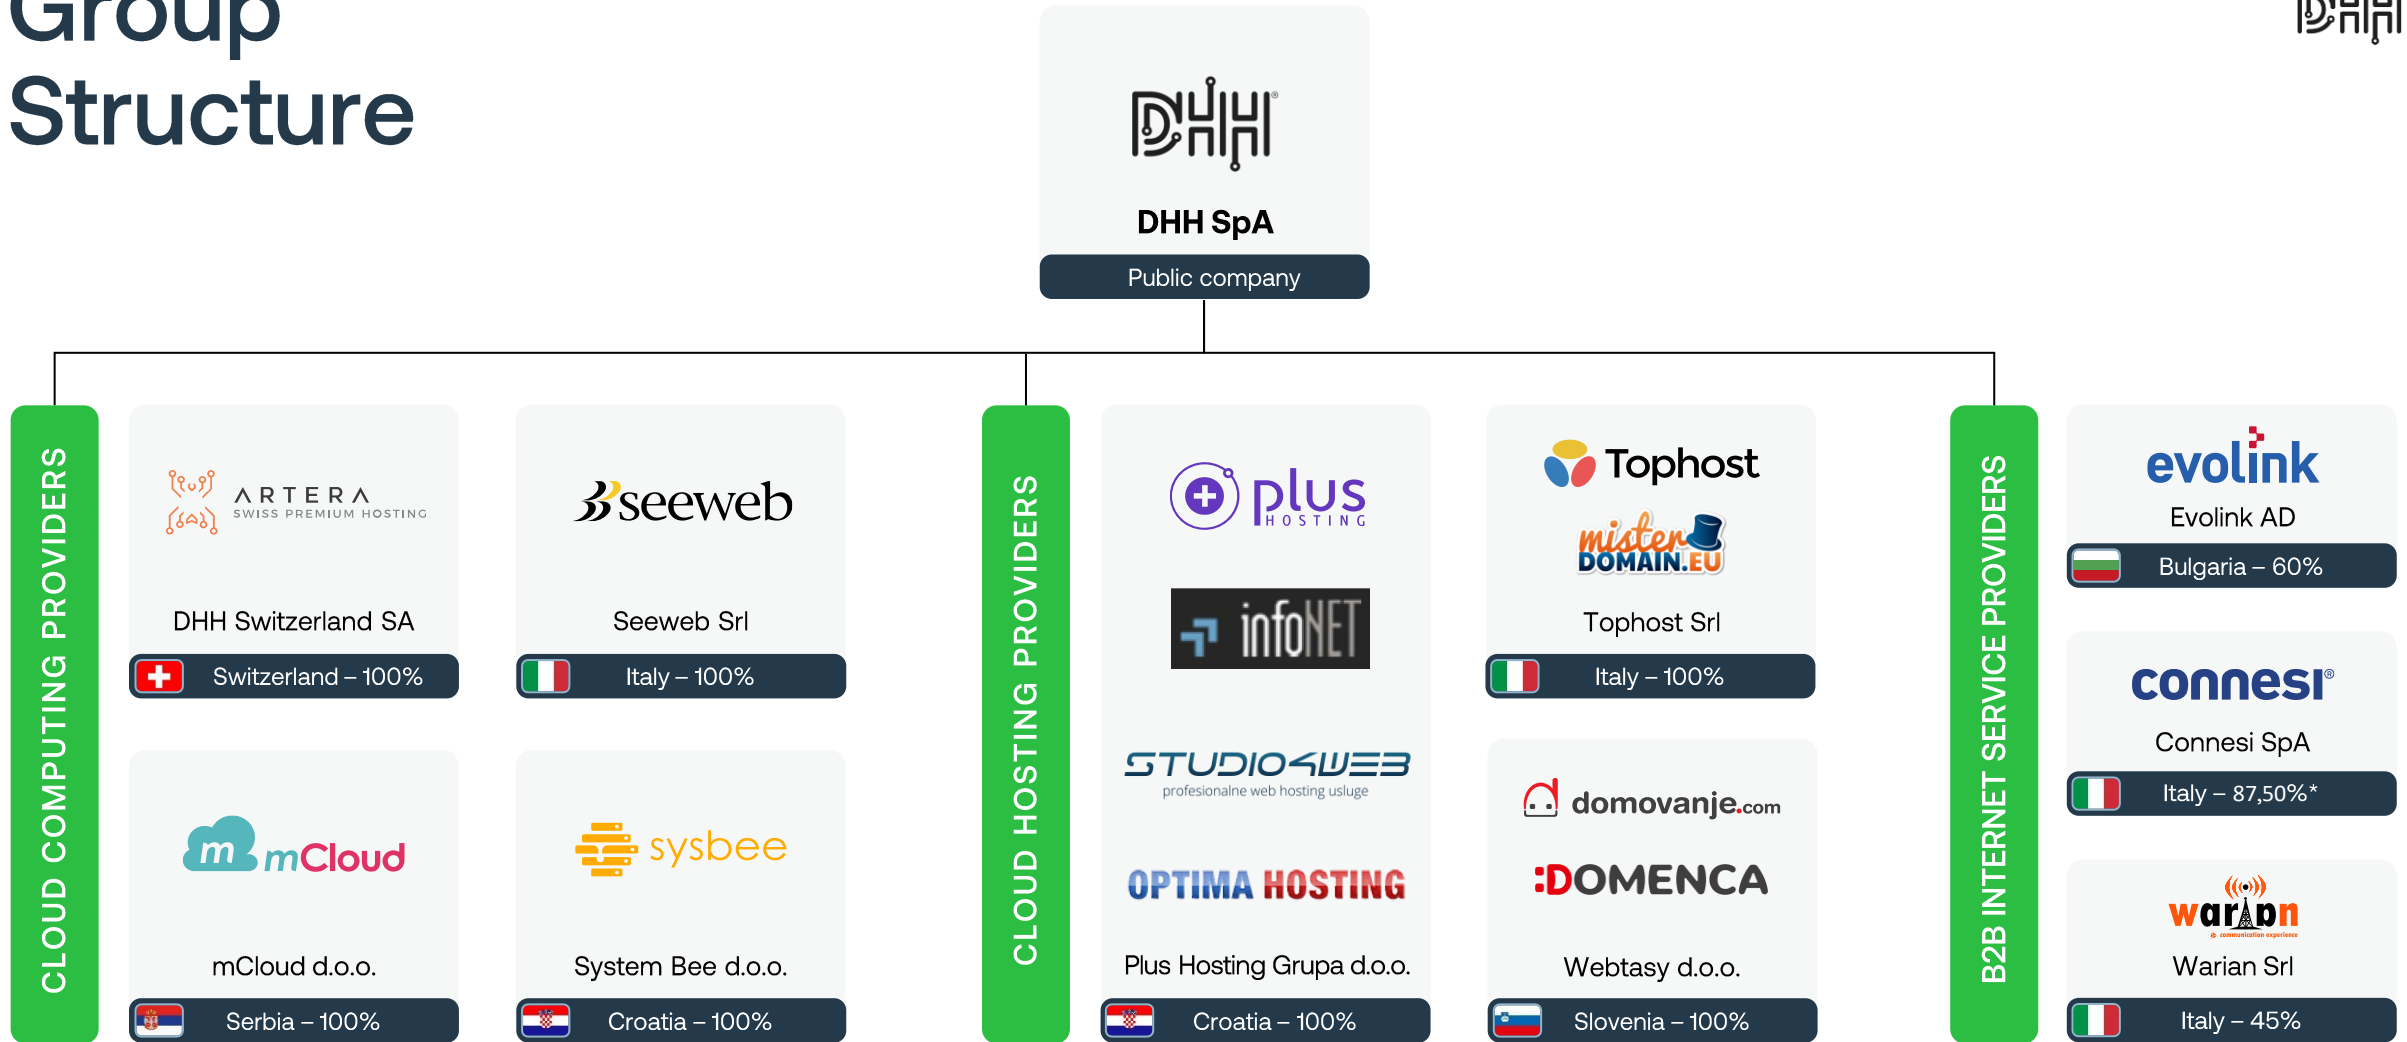 Group
Structure
DHH
DHH®
DHH SpA
Public company
CLOUD COMPUTING PROVIDERS
ARTERA
SWISS PREMIUM HOSTING
DHH Switzerland SA
Switzerland – 100%
seeweb
Seeweb Srl
Italy – 100%
m mCloud
mCloud d.o.o.
Serbia – 100%
sysbee
System Bee d.o.o.
Croatia – 100%
CLOUD HOSTING PROVIDERS
plus
HOSTING
infoNET
STUDIO4WEB
profesionalne web hosting usluge
OPTIMA HOSTING
Plus Hosting Grupa d.o.o.
Croatia – 100%
Tophost
mister
DOMAIN.EU
Tophost Srl
Italy – 100%
domovanje.com
:DOMENCA
Webtasy d.o.o.
Slovenia – 100%
B2B INTERNET SERVICE PROVIDERS
evolink
Evolink AD
Bulgaria – 60%
connesi®
Connesi SpA
Italy – 87,50%*
warian
communication experience
Warian Srl
Italy – 45%